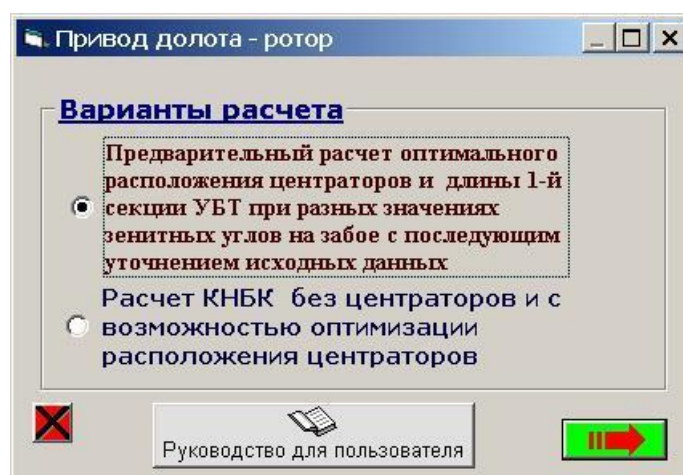 Привод долота - ротор
Варианты расчета
Предварительный расчет оптимального
расположения центраторов и длины 1-й
секции УБТ при разных значениях
зенитных углов на забое с последующим
уточнением исходных данных
Расчет КНБК без центраторов и с
возможностью оптимизации
расположения центраторов
Руководство для пользователя